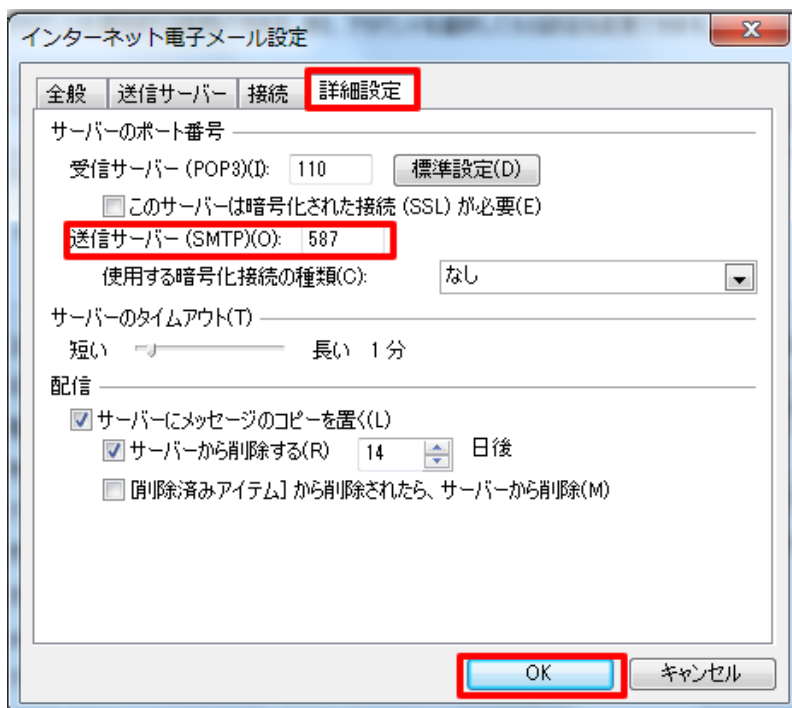 インターネット電子メール設定
全般 送信サーバー 接続 詳細設定
サーバーのポート番号
受信サーバー (POP3)(I): 110 標準設定(D)
このサーバーは暗号化された接続 (SSL) が必要(E)
送信サーバー (SMTP)(O): 587
使用する暗号化接続の種類(C): なし
サーバーのタイムアウト(T)
短い 長い 1 分
配信
サーバーにメッセージのコピーを置く(L)
サーバーから削除する(R) 14 日後
[削除済みアイテム] から削除されたら、サーバーから削除(M)
OK キャンセル